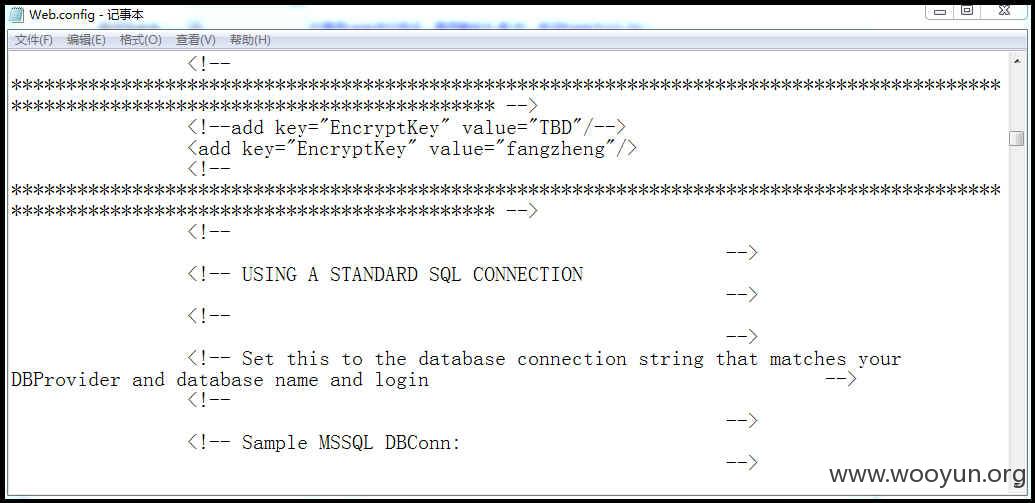 Web.config - 记事本
文件(F) 编辑(E) 格式(O) 查看(V) 帮助(H)
<!--
******************************************************************************************
******************************************** -->
<!--add key="EncryptKey" value="TBD"/-->
<add key="EncryptKey" value="fangzheng"/>
<!--
******************************************************************************************
******************************************** -->
<!--
-->
<!-- USING A STANDARD SQL CONNECTION
-->
<!--
-->
<!-- Set this to the database connection string that matches your
DBProvider and database name and login -->
<!--
-->
<!-- Sample MSSQL DBConn:
-->
www.wooyun.org